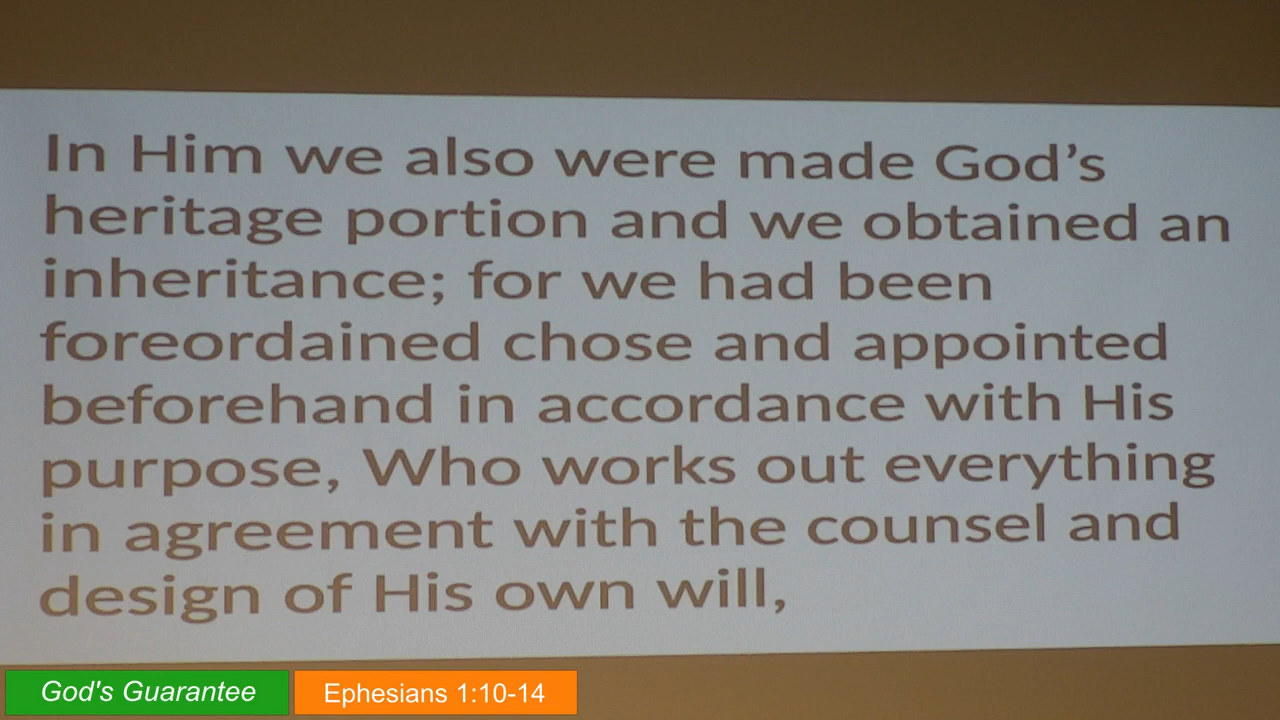 In Him we also were made God's
heritage portion and we obtained an
inheritance; for we had been
foreordained chose and appointed
beforehand in accordance with His
purpose, Who works out everything
in agreement with the counsel and
design of His own will,
God's Guarantee
Ephesians 1:10-14